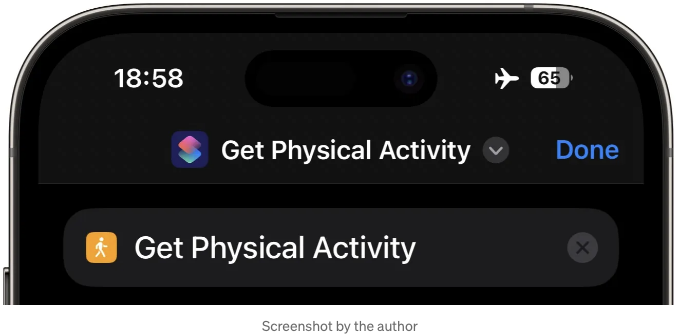 18:58
65
Get Physical Activity
Done
Get Physical Activity
Screenshot by the author